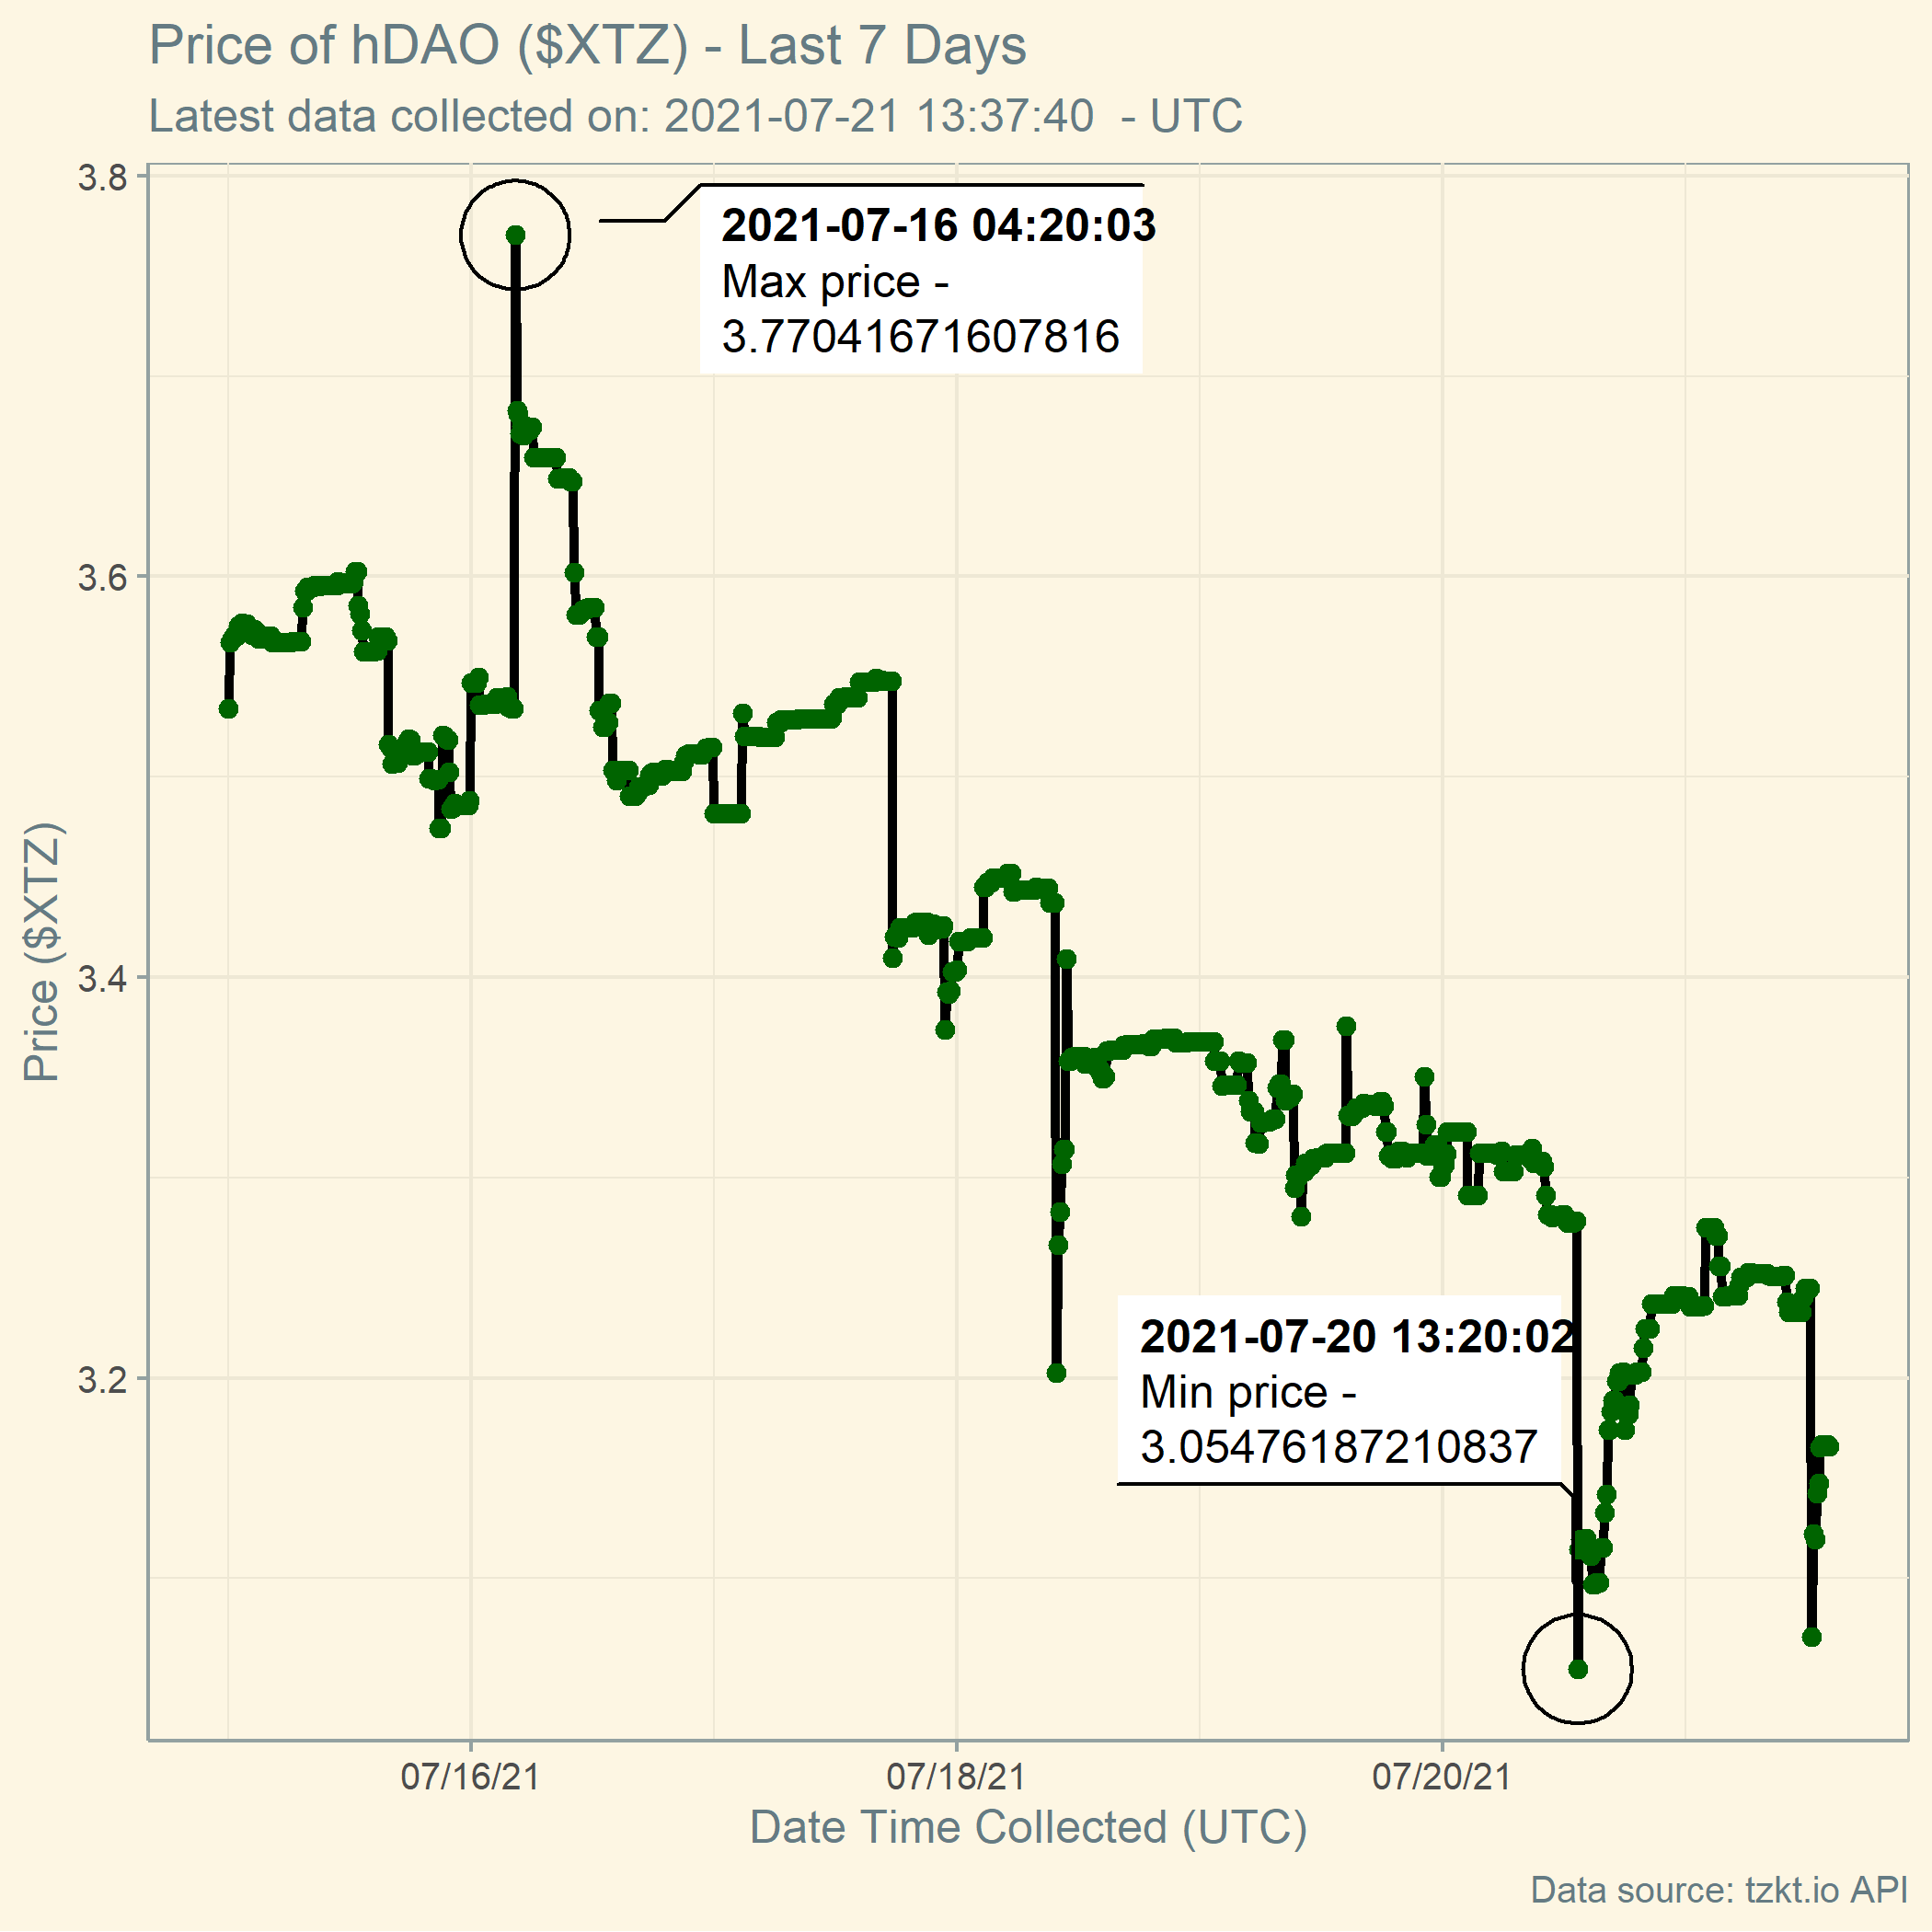 Price of hDAO ($XTZ) - Last 7 Days
Latest data collected on: 2021-07-21 13:37:40  - UTC
3.8
2021-07-16 04:20:03
Max price -
3.77041671607816
3.6
Price ($XTZ)
3.4
2021-07-20 13:20:02
Min price -
3.05476187210837
3.2
07/16/21
07/18/21
07/20/21
Date Time Collected (UTC)
Data source: tzkt.io API